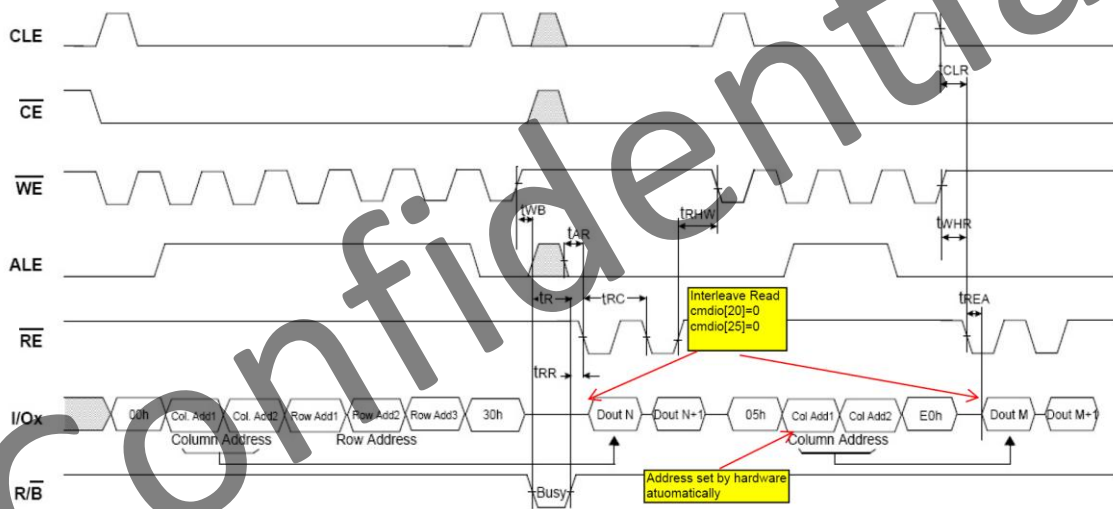 CLE
tCLR
CE
WE
tWB
tRHW
tAR
tWHR
ALE
tR
tRC
Interleave Read
cmdio[20]=0
cmdio[25]=0
tREA
RE
tRR
I/Ox
00h
Col. Add1
Col. Add2
Row Add1
Row Add2
Row Add3
30h
Dout N
Dout N+1
05h
Col Add1
Col Add2
E0h
Dout M
Dout M+1
Column Address
Row Address
Column Address
Address set by hardware
atuomatically
R/B
Busy
Confidential